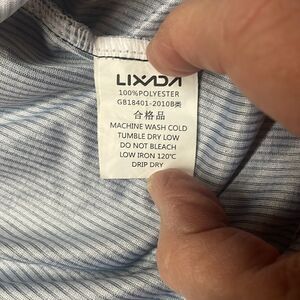 LIXADA
100%POLYESTER
GB18401-2010B类
合格品
MACHINE WASH COLD
TUMBLE DRY LOW
DO NOT BLEACH
LOW IRON 120℃
DRIP DRY